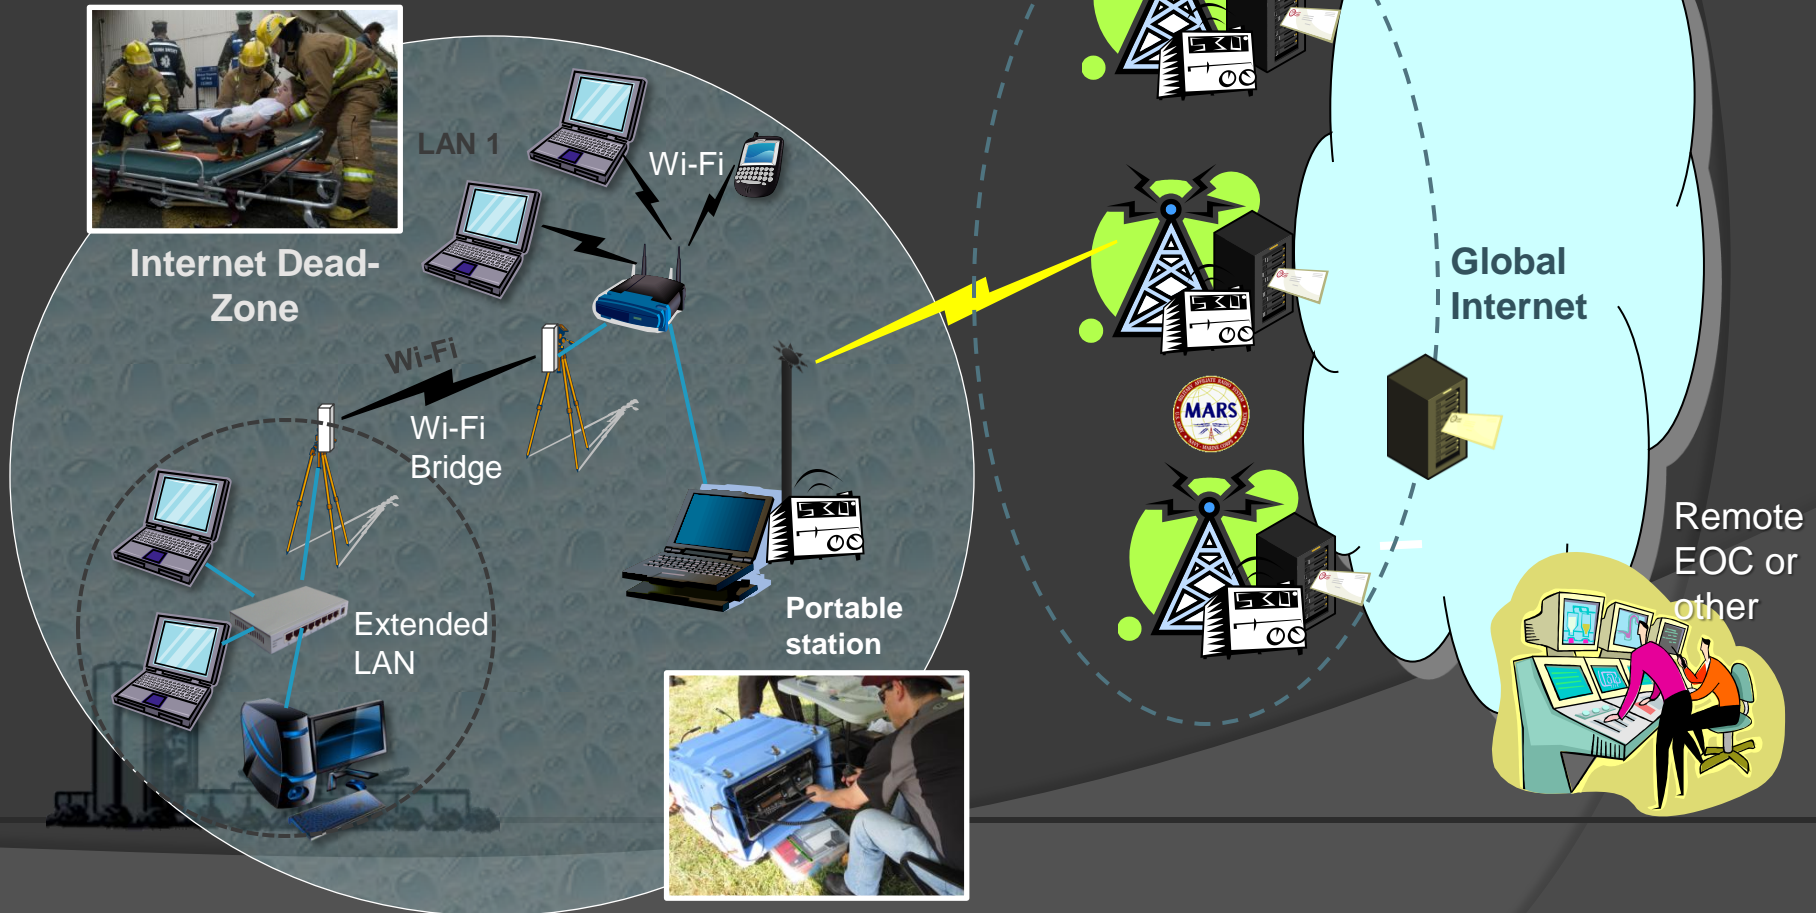 LAN 1
Wi-Fi
Internet Dead-
Zone
Wi-Fi
Wi-Fi
Bridge
Extended
LAN
Portable
station
MARS
Global
Internet
Remote
EOC or
other